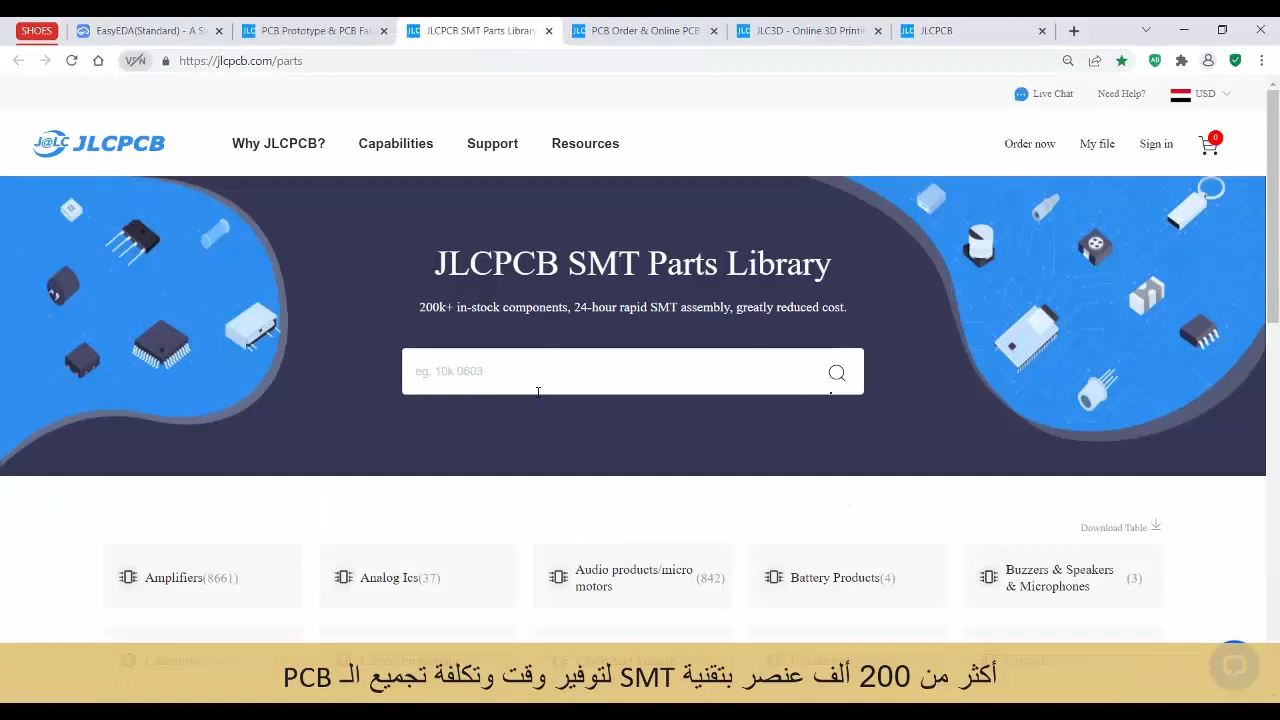 SHOES
EasyEDA(Standard) - A S
PCB Prototype & PCB Fa
JLCPCB SMT Parts Library
PCB Order & Online PCB
JLC3D - Online 3D Printin
JLCPCB
VPN
https://jlcpcb.com/parts
Live Chat
Need Help?
USD
J@LC JLCPCB
Why JLCPCB?
Capabilities
Support
Resources
Order now
My file
Sign in
0
JLCPCB SMT Parts Library
200k+ in-stock components, 24-hour rapid SMT assembly, greatly reduced cost.
eg. 10k 0603
Download Table
Amplifiers(8661)
Analog Ics(37)
Audio products/micro motors (842)
Battery Products(4)
Buzzers & Speakers & Microphones (3)
أكثر من 200 ألف عنصر بتقنية SMT لتوفير وقت وتكلفة تجميع الـ PCB